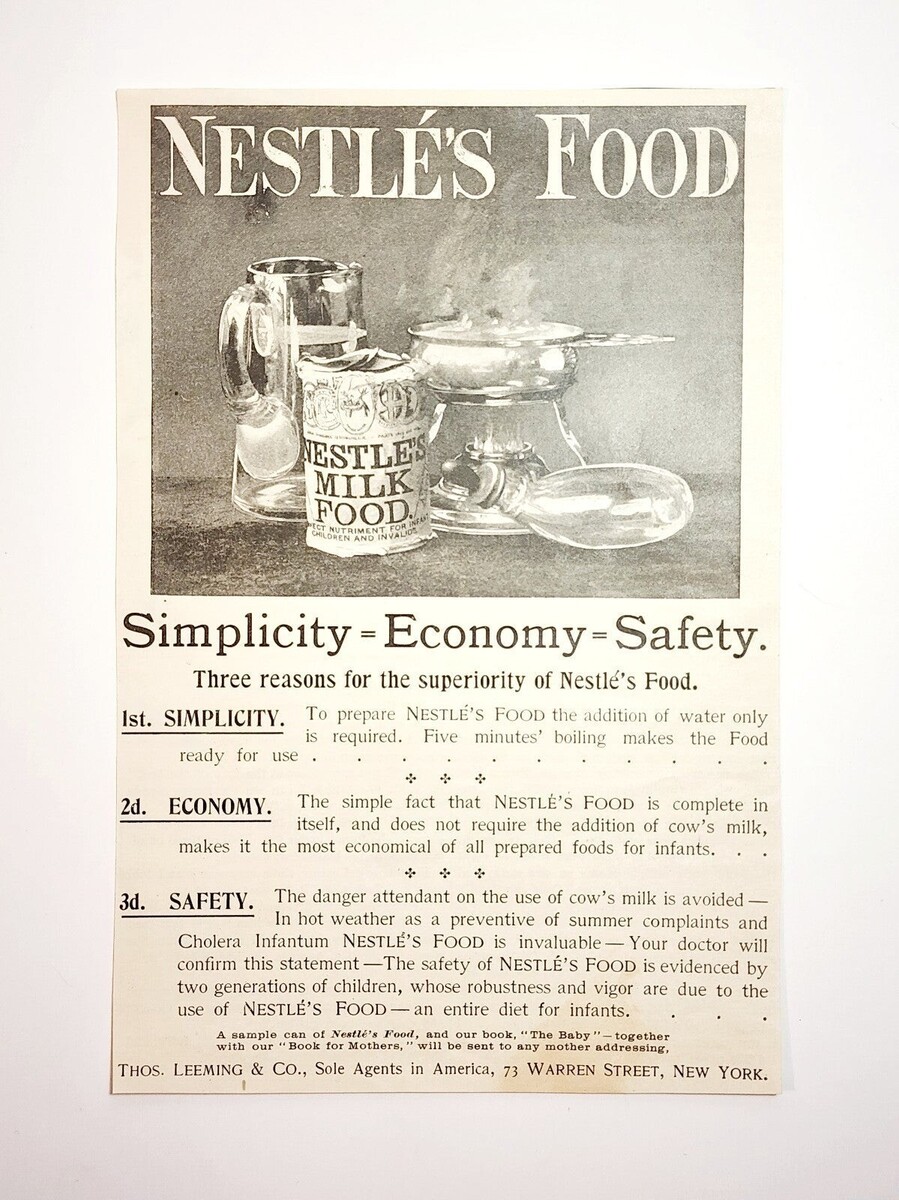 NESTLÉ'S FOOD
NESTLÉ'S
MILK
FOOD.
NUTRIMENT FOR
CHILDREN AND INVALIDS
Simplicity = Economy = Safety.
Three reasons for the superiority of Nestlé's Food.
1st. SIMPLICITY. To prepare NESTLÉ'S FOOD the addition of water only
is required. Five minutes' boiling makes the Food
ready for use . . . . . . . . . . .
2d. ECONOMY. The simple fact that NESTLÉ'S FOOD is complete in
itself, and does not require the addition of cow's milk,
makes it the most economical of all prepared foods for infants. . .
3d. SAFETY. The danger attendant on the use of cow's milk is avoided —
In hot weather as a preventive of summer complaints and
Cholera Infantum NESTLÉ'S FOOD is invaluable — Your doctor will
confirm this statement — The safety of NESTLÉ'S FOOD is evidenced by
two generations of children, whose robustness and vigor are due to the
use of NESTLÉ'S FOOD — an entire diet for infants. . . .
A sample can of Nestlé's Food, and our book, "The Baby" — together
with our "Book for Mothers," will be sent to any mother addressing,
THOS. LEEMING & CO., Sole Agents in America, 73 WARREN STREET, NEW YORK.